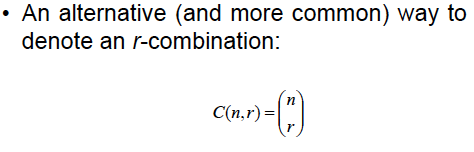 • An alternative (and more common) way to
denote an r-combination:
C(n,r) = (n
r)